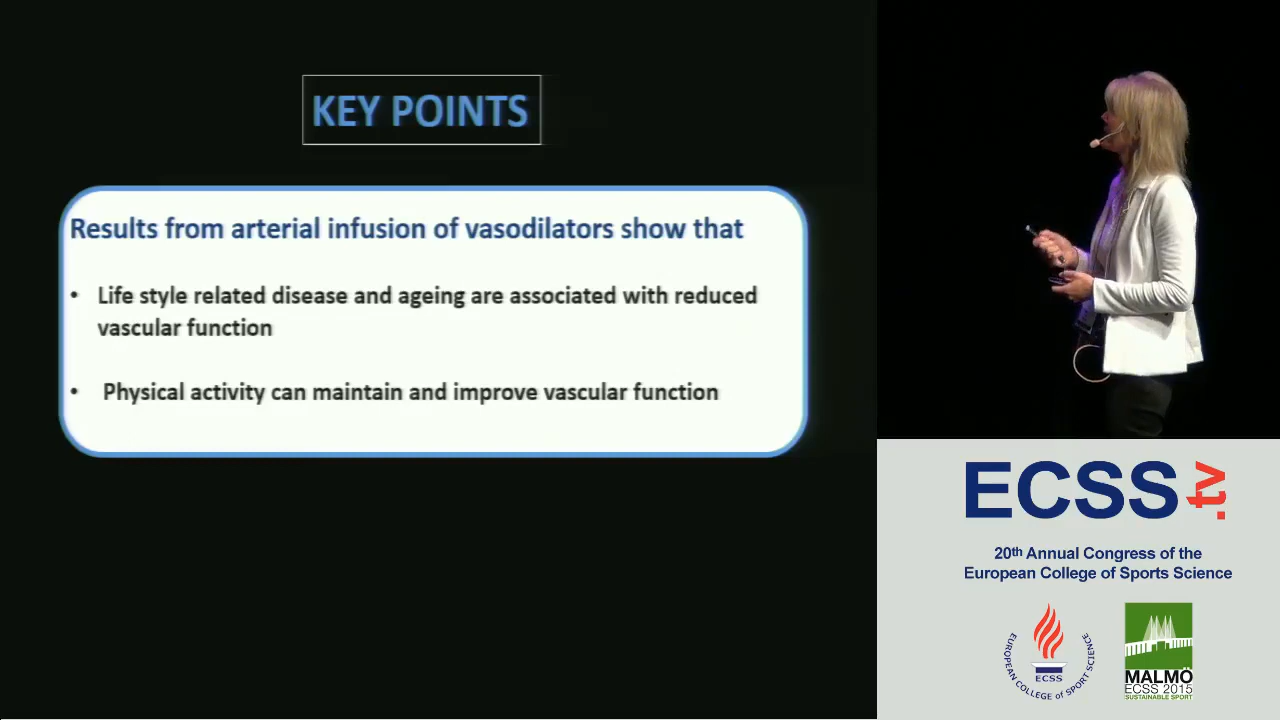 KEY POINTS
Results from arterial infusion of vasodilators show that
• Life style related disease and ageing are associated with reduced
vascular function
• Physical activity can maintain and improve vascular function
ECSS
.tv
20th Annual Congress of the
European College of Sports Science
EUROPEAN COLLEGE OF SPORT SCIENCE
ECSS
MALMÖ
ECSS 2015
SUSTAINABLE SPORT